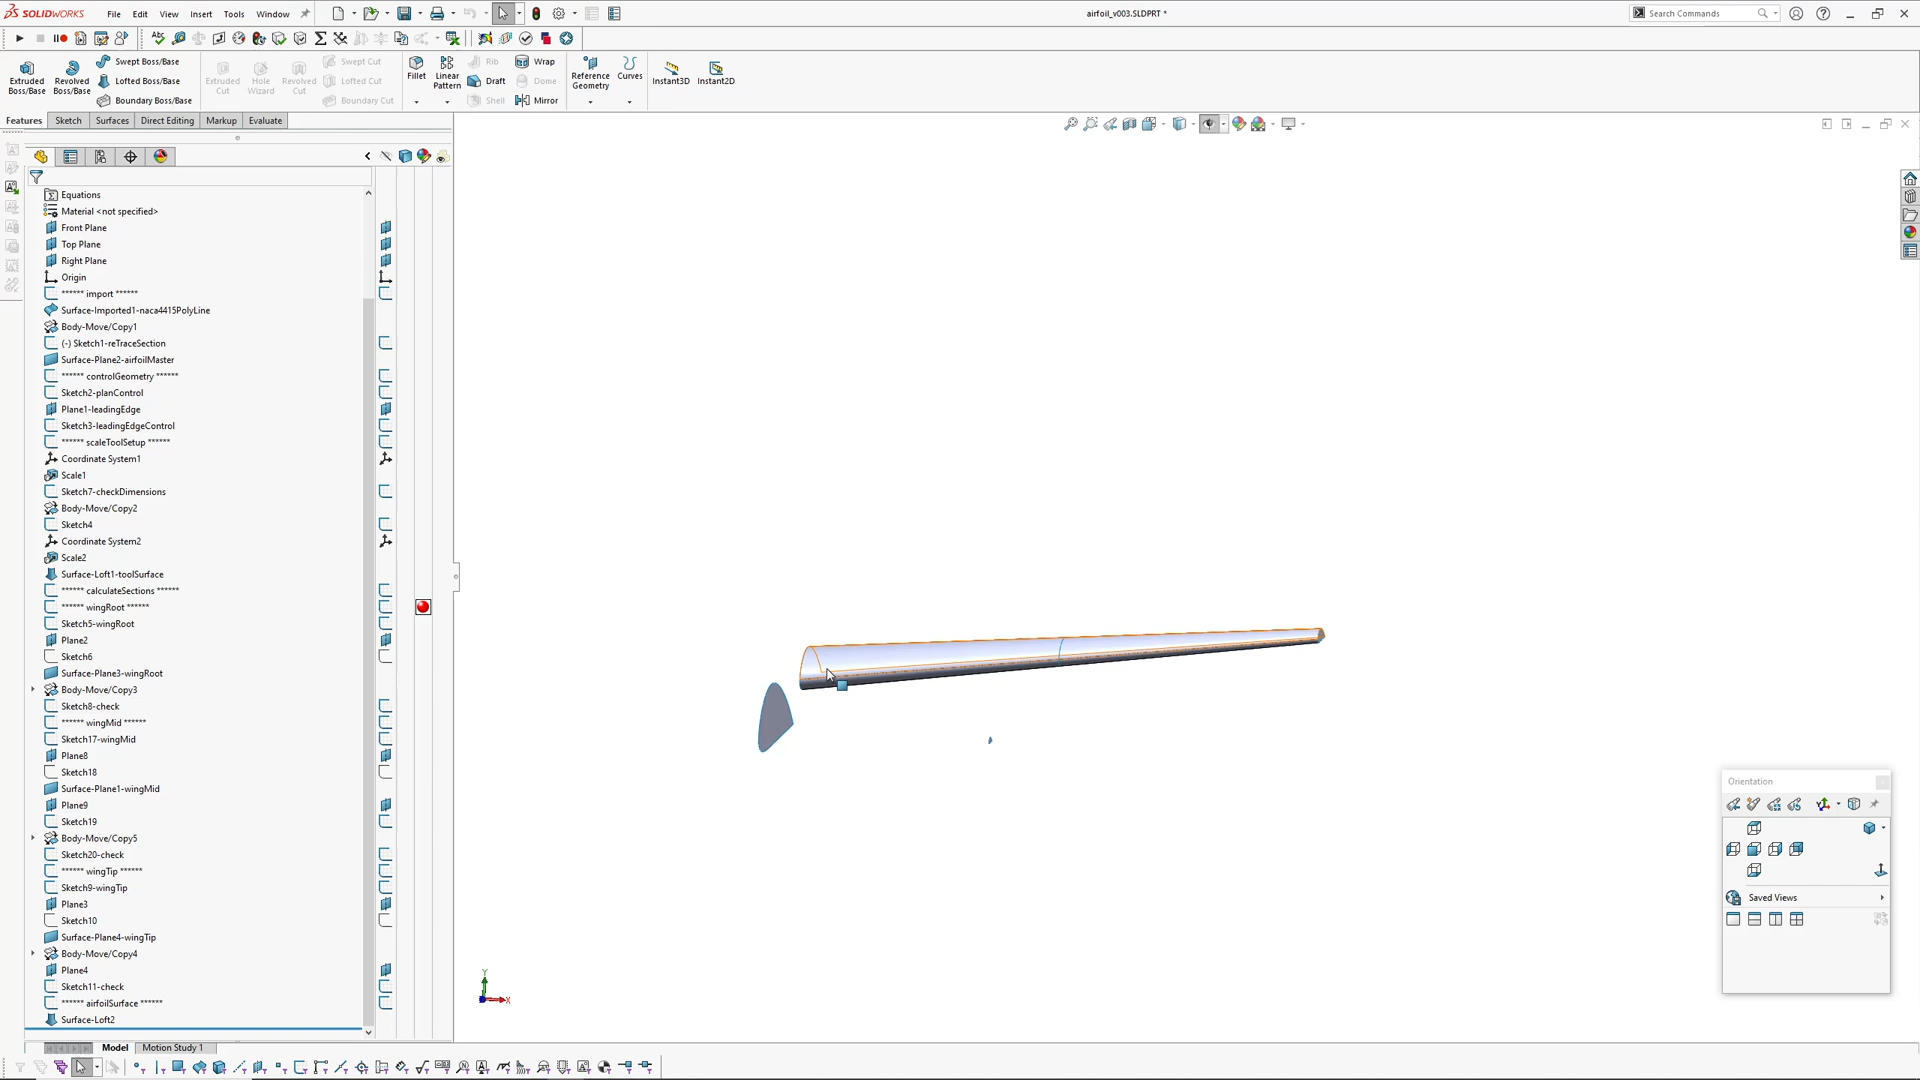 SOLIDWORKS File Edit View Insert Tools Window airfoil_v003.SLDPRT * Search Commands
Extruded Boss/Base
Revolved Boss/Base
Swept Boss/Base
Lofted Boss/Base
Boundary Boss/Base
Extruded Cut
Hole Wizard
Revolved Cut
Swept Cut
Lofted Cut
Boundary Cut
Fillet
Linear Pattern
Rib
Draft
Shell
Wrap
Dome
Mirror
Reference Geometry
Curves
Instant3D
Instant2D
Features Sketch Surfaces Direct Editing Markup Evaluate
Equations
Material <not specified>
Front Plane
Top Plane
Right Plane
Origin
****** import ******
Surface-Imported1-naca4415PolyLine
Body-Move/Copy1
(-) Sketch1-reTraceSection
Surface-Plane2-airfoilMaster
****** controlGeometry ******
Sketch2-planControl
Plane1-leadingEdge
Sketch3-leadingEdgeControl
****** scaleToolSetup ******
Coordinate System1
Scale1
Sketch7-checkDimensions
Body-Move/Copy2
Sketch4
Coordinate System2
Scale2
Surface-Loft1-toolSurface
****** calculateSections ******
****** wingRoot ******
Sketch5-wingRoot
Plane2
Sketch6
Surface-Plane3-wingRoot
Body-Move/Copy3
Sketch8-check
****** wingMid ******
Sketch17-wingMid
Plane8
Sketch18
Surface-Plane1-wingMid
Plane9
Sketch19
Body-Move/Copy5
Sketch20-check
****** wingTip ******
Sketch9-wingTip
Plane3
Sketch10
Surface-Plane4-wingTip
Body-Move/Copy4
Plane4
Sketch11-check
****** airfoilSurface ******
Surface-Loft2
Y
X
Orientation
Saved Views
Model Motion Study 1